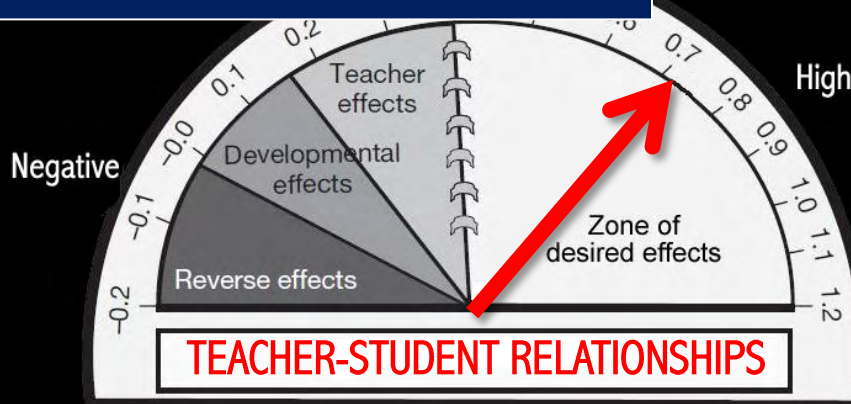 0.2
0.7
0.1
Teacher
effects
0.8
High
-0.0
Developmental
effects
0.9
Negative
-0.1
Zone of
desired effects
1.0
1.1
Reverse effects
-0.2
1.2
TEACHER-STUDENT RELATIONSHIPS